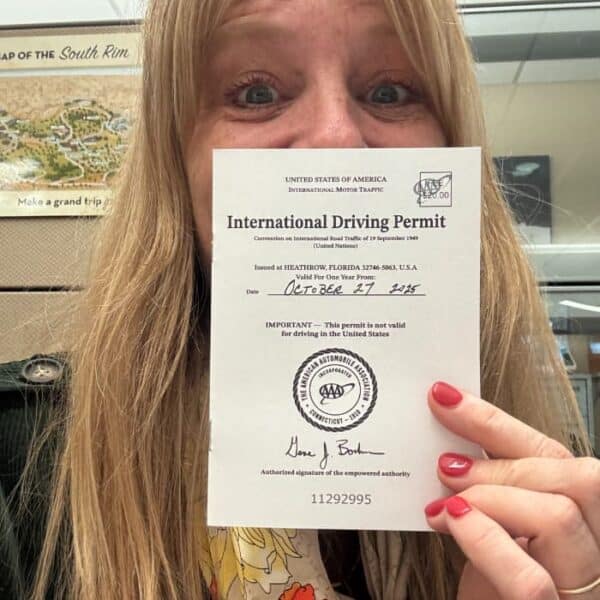 MAP OF THE South Rim
Make a grand trip
UNITED STATES OF AMERICA
INTERNATIONAL MOTOR TRAFFIC
AAA
$20.00
International Driving Permit
Convention on International Road Traffic of 19 September 1949
(United Nations)
Issued at HEATHROW, FLORIDA 32746-5063, U.S.A
Valid For One Year From:
Date OCTOBER 27 2025
IMPORTANT — This permit is not valid
for driving in the United States
THE AMERICAN AUTOMOBILE ASSOCIATION
INCORPORATED
AAA
CONNECTICUT - 1910
Authorized signature of the empowered authority
11292995